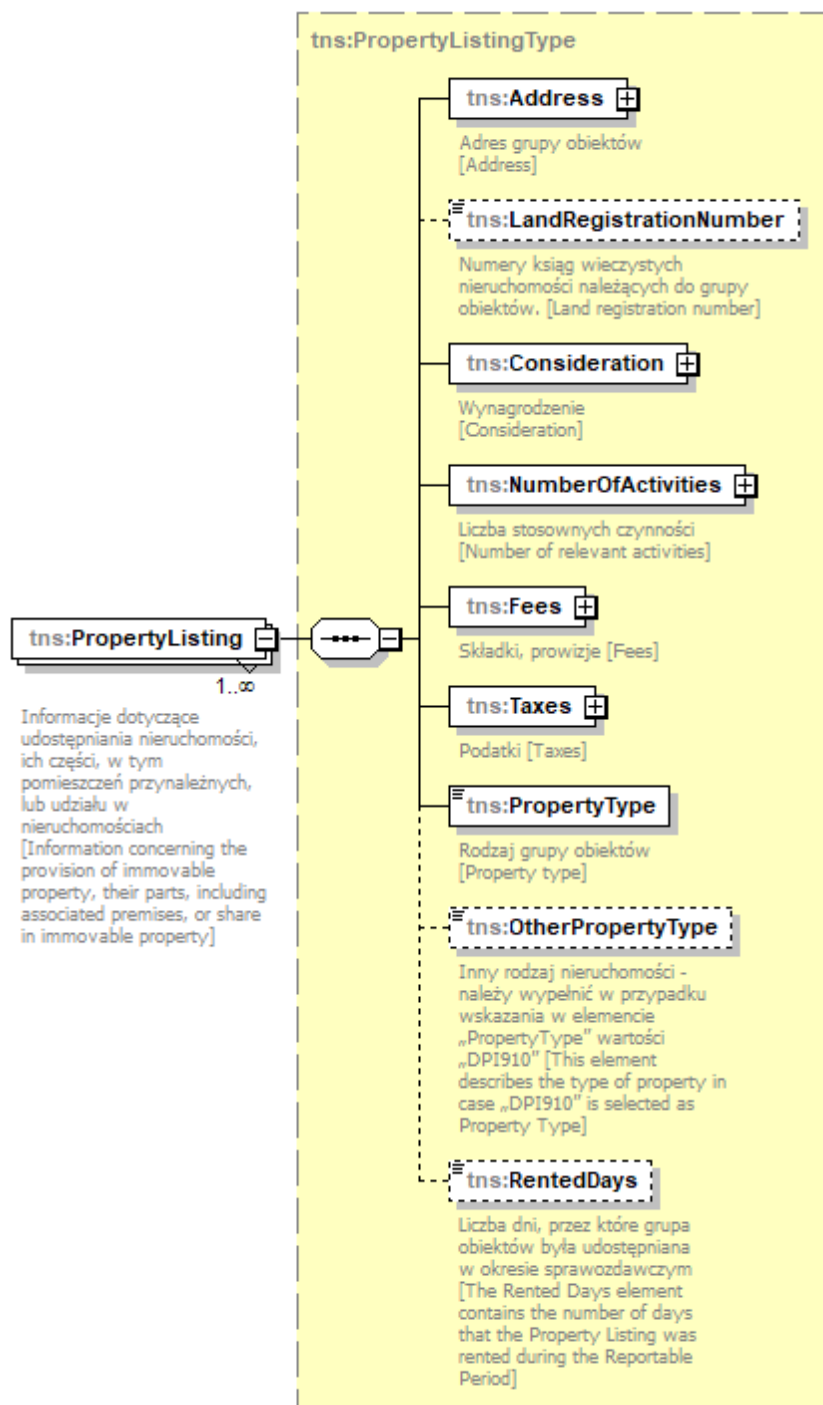 tns:PropertyListingType
tns:Address
Adres grupy obiektów
[Address]
tns:LandRegistrationNumber
Numery ksiąg wieczystych
nieruchomości należących do grupy
obiektów. [Land registration number]
tns:Consideration
Wynagrodzenie
[Consideration]
tns:NumberOfActivities
Liczba stosownych czynności
[Number of relevant activities]
tns:Fees
Składki, prowizje [Fees]
tns:PropertyListing
1..∞
Informacje dotyczące
udostępniania nieruchomości,
ich części, w tym
pomieszczeń przynależnych,
lub udziału w
nieruchomościach
[Information concerning the
provision of immovable
property, their parts, including
associated premises, or share
in immovable property]
tns:Taxes
Podatki [Taxes]
tns:PropertyType
Rodzaj grupy obiektów
[Property type]
tns:OtherPropertyType
Inny rodzaj nieruchomości -
należy wypełnić w przypadku
wskazania w elemencie
„PropertyType” wartości
„DPI910” [This element
describes the type of property in
case „DPI910” is selected as
Property Type]
tns:RentedDays
Liczba dni, przez które grupa
obiektów była udostępniana
w okresie sprawozdawczym
[The Rented Days element
contains the number of days
that the Property Listing was
rented during the Reportable
Period]